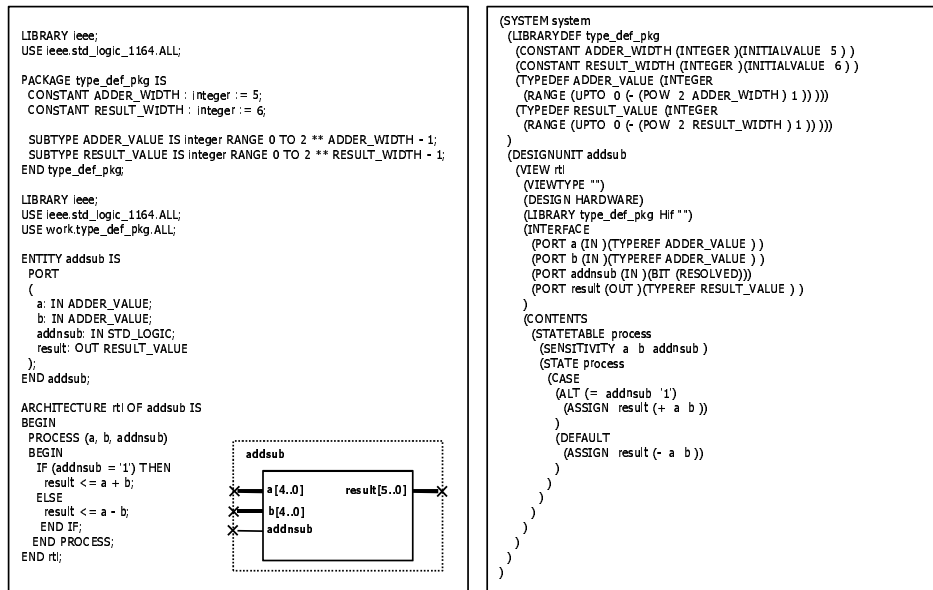 LIBRARY ieee;
USE ieee.std_logic_1164.ALL;

PACKAGE type_def_pkg IS
CONSTANT ADDER_WIDTH : integer := 5;
CONSTANT RESULT_WIDTH : integer := 6;

SUBTYPE ADDER_VALUE IS integer RANGE 0 TO 2 ** ADDER_WIDTH - 1;
SUBTYPE RESULT_VALUE IS integer RANGE 0 TO 2 ** RESULT_WIDTH - 1;
END type_def_pkg;

LIBRARY ieee;
USE ieee.std_logic_1164.ALL;
USE work.type_def_pkg.ALL;

ENTITY addsub IS
PORT
(
a: IN ADDER_VALUE;
b: IN ADDER_VALUE;
addnsub: IN STD_LOGIC;
result: OUT RESULT_VALUE
);
END addsub;

ARCHITECTURE rtl OF addsub IS
BEGIN
PROCESS (a, b, addnsub)
BEGIN
IF (addnsub = '1') THEN
result <= a + b;
ELSE
result <= a - b;
END IF;
END PROCESS;
END rtl;

addsub
a[4..0] result[5..0]
b[4..0]
addnsub

(SYSTEM system
(LIBRARYDEF type_def_pkg
(CONSTANT ADDER_WIDTH (INTEGER )(INITIALVALUE 5 ) )
(CONSTANT RESULT_WIDTH (INTEGER )(INITIALVALUE 6 ) )
(TYPEDEF ADDER_VALUE (INTEGER
(RANGE (UPTO 0 (- (POW 2 ADDER_WIDTH ) 1 )) )))
(TYPEDEF RESULT_VALUE (INTEGER
(RANGE (UPTO 0 (- (POW 2 RESULT_WIDTH ) 1 )) )))
)
(DESIGNUNIT addsub
(VIEW rtl
(VIEWTYPE "")
(DESIGN HARDWARE)
(LIBRARY type_def_pkg Hif "")
(INTERFACE
(PORT a (IN )(TYPEREF ADDER_VALUE ) )
(PORT b (IN )(TYPEREF ADDER_VALUE ) )
(PORT addnsub (IN )(BIT (RESOLVED)))
(PORT result (OUT )(TYPEREF RESULT_VALUE ) )
)
(CONTENTS
(STATETABLE process
(SENSITIVITY a b addnsub )
(STATE process
(CASE
(ALT (= addnsub '1')
(ASSIGN result (+ a b ))
)
(DEFAULT
(ASSIGN result (- a b ))
)
)
)
)
)
)
)
)